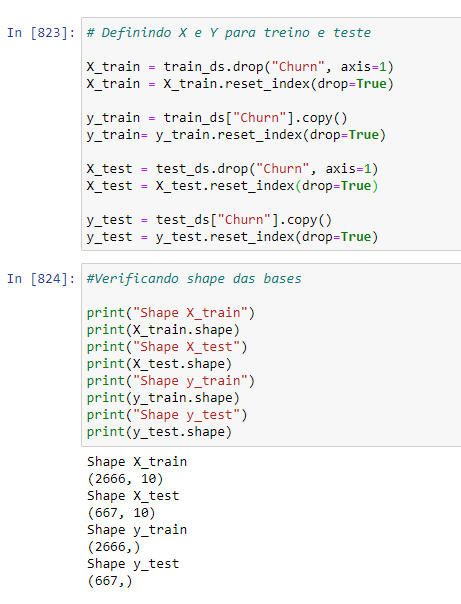 In [823]: # Definindo X e Y para treino e teste
X_train = train_ds.drop("Churn", axis=1)
X_train = X_train.reset_index(drop=True)
y_train = train_ds["Churn"].copy()
y_train= y_train.reset_index(drop=True)
X_test = test_ds.drop("Churn", axis=1)
X_test = X_test.reset_index(drop=True)
y_test = test_ds["Churn"].copy()
y_test = y_test.reset_index(drop=True)
In [824]: #Verificando shape das bases
print("Shape X_train")
print(X_train.shape)
print("Shape X_test")
print(X_test.shape)
print("Shape y_train")
print(y_train.shape)
print("Shape y_test")
print(y_test.shape)
Shape X_train
(2666, 10)
Shape X_test
(667, 10)
Shape y_train
(2666,)
Shape y_test
(667,)